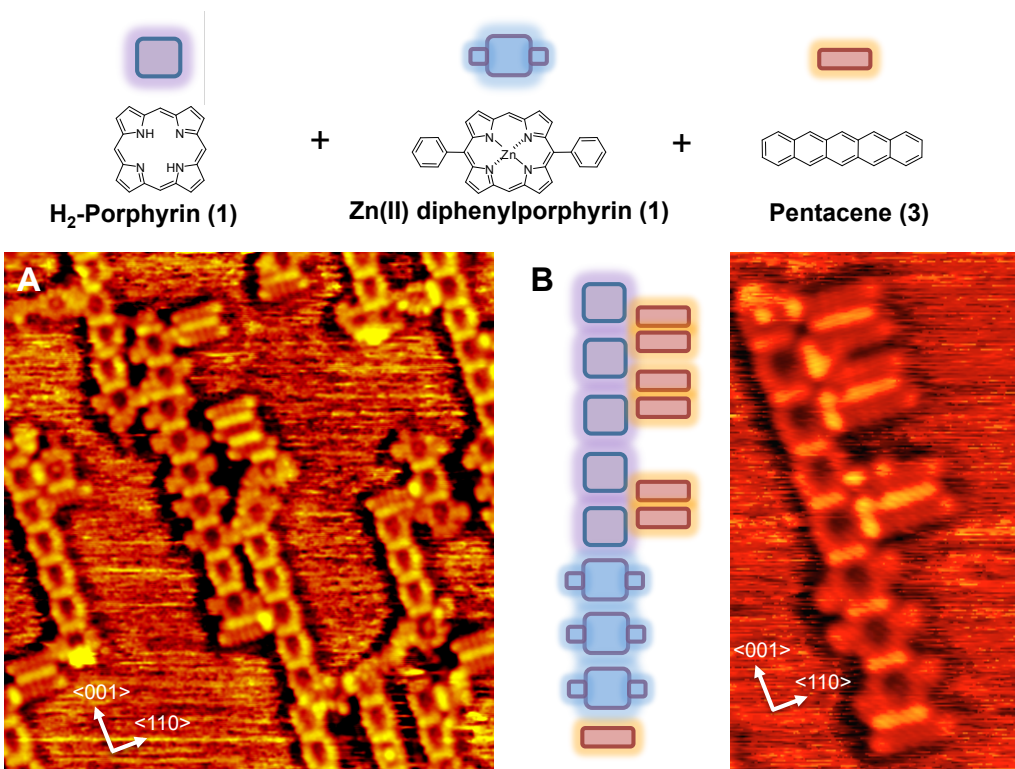 NH
N
N
HN
+
N
N
Zn
N
N
+
H₂-Porphyrin (1)
Zn(II) diphenylporphyrin (1)
Pentacene (3)
A
B
<001>
<110>
<001>
<110>